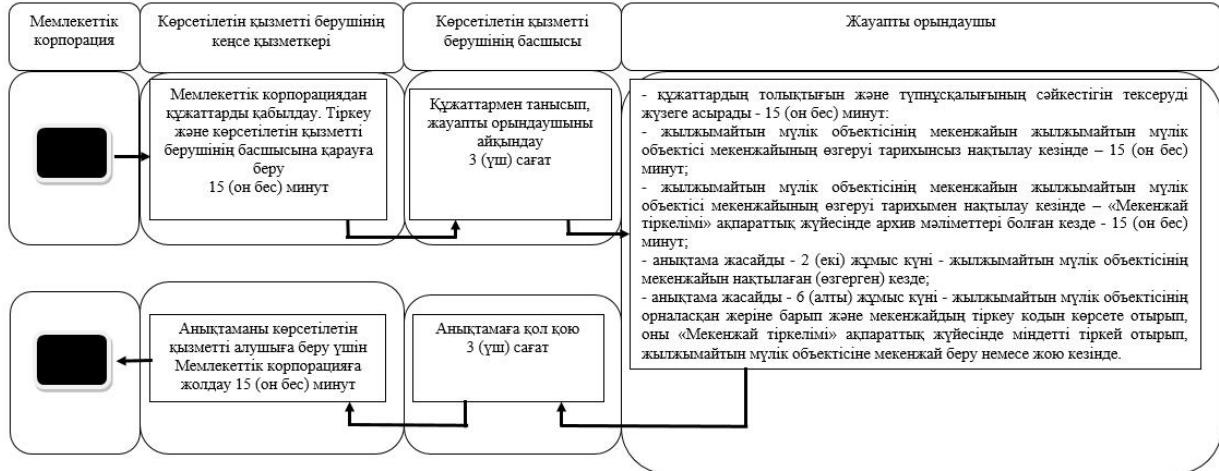 Мемлекеттік
корпорация
Көрсетілетін қызметті берушінің
кеңсе қызметкері
Көрсетілетін қызметті
берушінің басшысы
Жауапты орындаушы
Мемлекеттік корпорациядан
құжаттарды қабылдау. Тіркеу
және көрсетілетін қызметті
берушінің басшысына қарауға
беру
15 (он бес) минут
Құжаттармен танысып,
жауапты орындаушыны
айқындау
3 (үш) сағат
- құжаттардың толықтығын және түпнұсқалығының сәйкестігін тексеруді
жүзеге асырады - 15 (он бес) минут:
- жылжымайтын мүлік объектісінің мекенжайын жылжымайтын мүлік
объектісі мекенжайының өзгеруі тарихынсыз нақтылау кезінде – 15 (он бес)
минут;
- жылжымайтын мүлік объектісінің мекенжайын жылжымайтын мүлік
объектісі мекенжайының өзгеруі тарихымен нақтылау кезінде – «Мекенжай
тіркелімі» ақпараттық жүйесінде архив мәліметтері болған кезде - 15 (он бес)
минут;
- анықтама жасайды - 2 (екі) жұмыс күні - жылжымайтын мүлік объектісінің
мекенжайын нақтылаған (өзгерген) кезде;
- анықтама жасайды - 6 (алты) жұмыс күні - жылжымайтын мүлік объектісінің
орналасқан жеріне барып және мекенжайдың тіркеу кодын көрсете отырып,
оны «Мекенжай тіркелімі» ақпараттық жүйесінде міндетті тіркей отырып,
жылжымайтын мүлік объектісіне мекенжай беру немесе жою кезінде.
Анықтаманы көрсетілетін
қызметті алушыға беру үшін
Мемлекеттік корпорацияға
жолдау 15 (он бес) минут
Анықтамаға қол қою
3 (үш) сағат